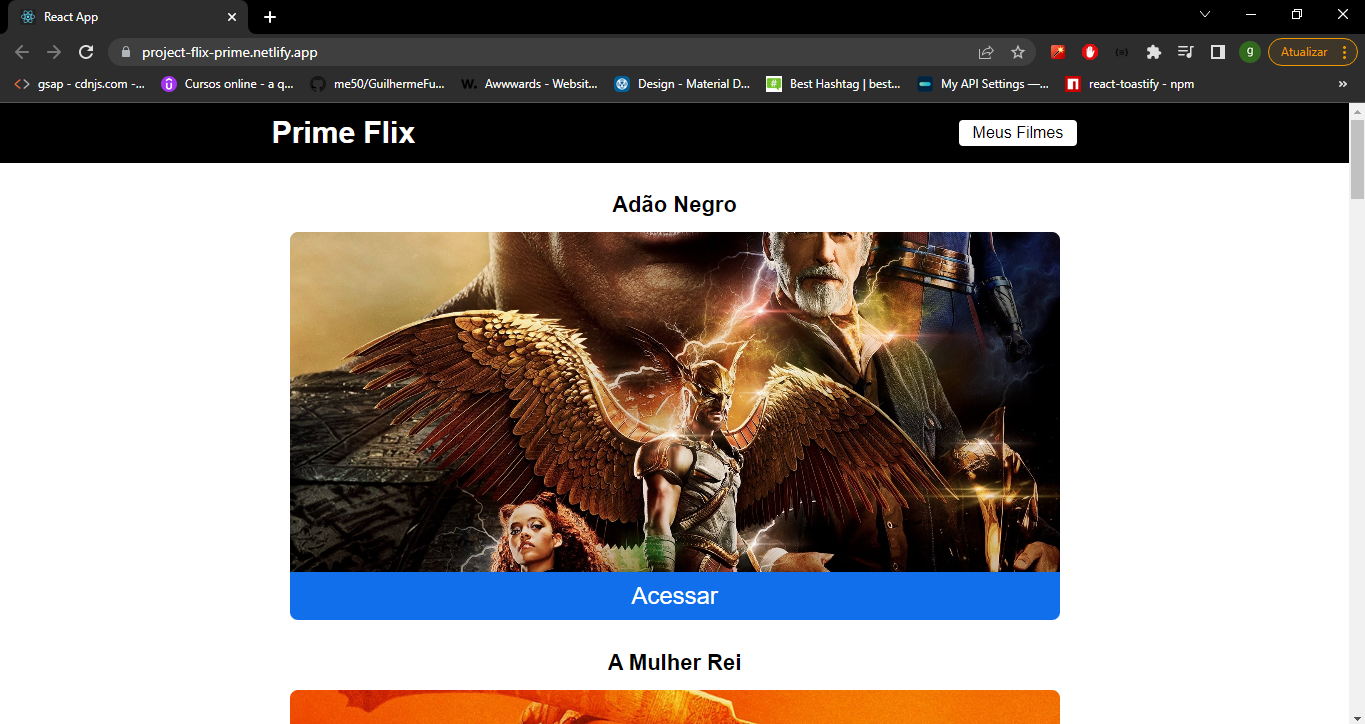 React App
project-flix-prime.netlify.app
g
Atualizar
gsap - cdnjs.com -...
Cursos online - a q...
me50/GuilhermeFu...
W. Awwwards - Websit...
Design - Material D...
# Best Hashtag | best...
My API Settings —...
n react-toastify - npm
»
Prime Flix
Meus Filmes
Adão Negro
Acessar
A Mulher Rei